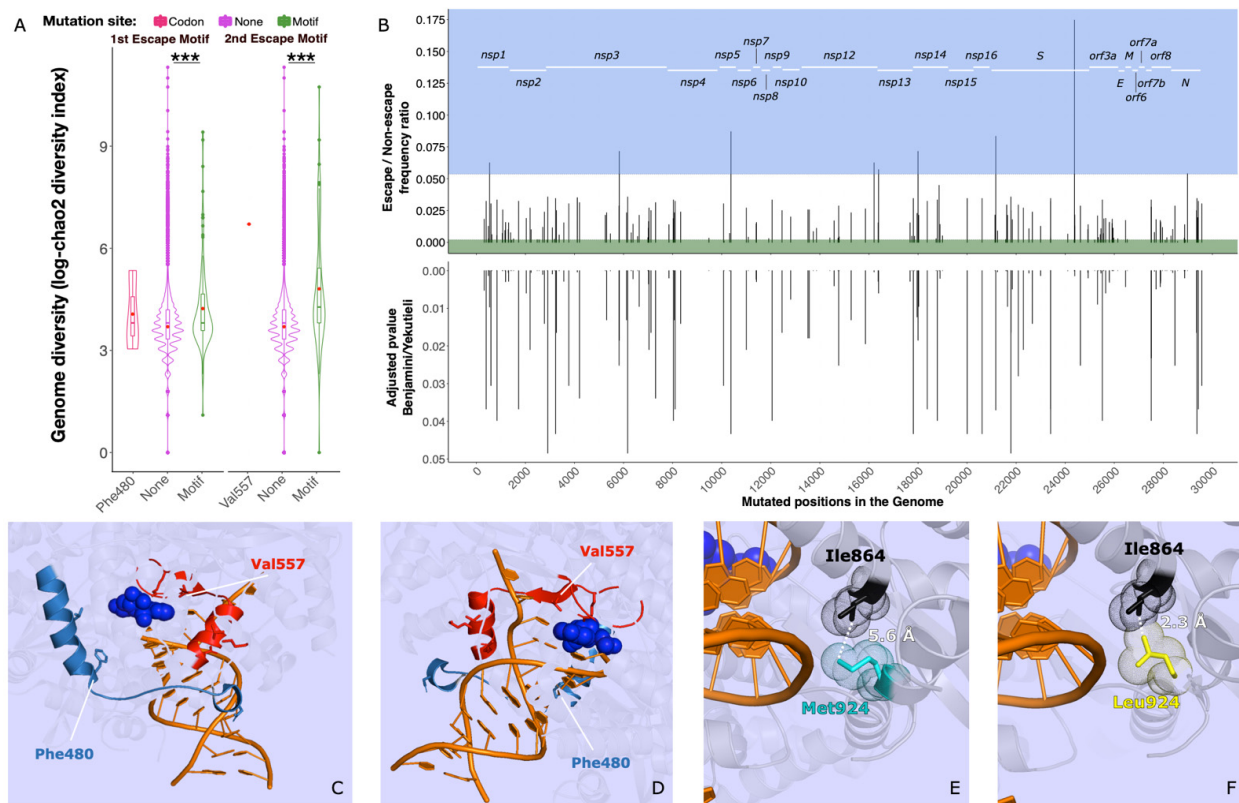 Mutation site: Codon None Motif
A
1st Escape Motif 2nd Escape Motif
*** ***
Genome diversity (log-chao2 diversity index)
9
6
3
0
Phe480 None Motif Val557 None Motif
B
Escape / Non-escape
frequency ratio
0.175
0.150
0.125
0.100
0.075
0.050
0.025
0.000
nsp7 orf7a
nsp1 nsp3 nsp5 nsp9 nsp12 nsp14 nsp16 S orf3a M orf8
nsp2 nsp4 nsp6 nsp10 nsp13 nsp15 E orf7b N
nsp8 orf6
Adjusted pvalue
Benjamini/Yekutieli
0.00
0.01
0.02
0.03
0.04
0.05
0 2000 4000 6000 8000 10000 12000 14000 16000 18000 20000 22000 24000 26000 28000 30000
Mutated positions in the Genome
Val557
Phe480
C
Val557
Phe480
D
Ile864
5.6 Å
Met924
E
Ile864
2.3 Å
Leu924
F